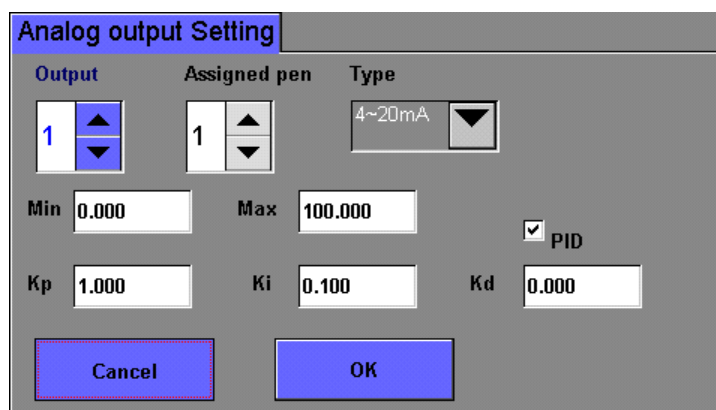 Analog output Setting
Output Assigned pen Type
1 1 4~20mA
Min 0.000 Max 100.000
PID
Kp 1.000 Ki 0.100 Kd 0.000
Cancel OK